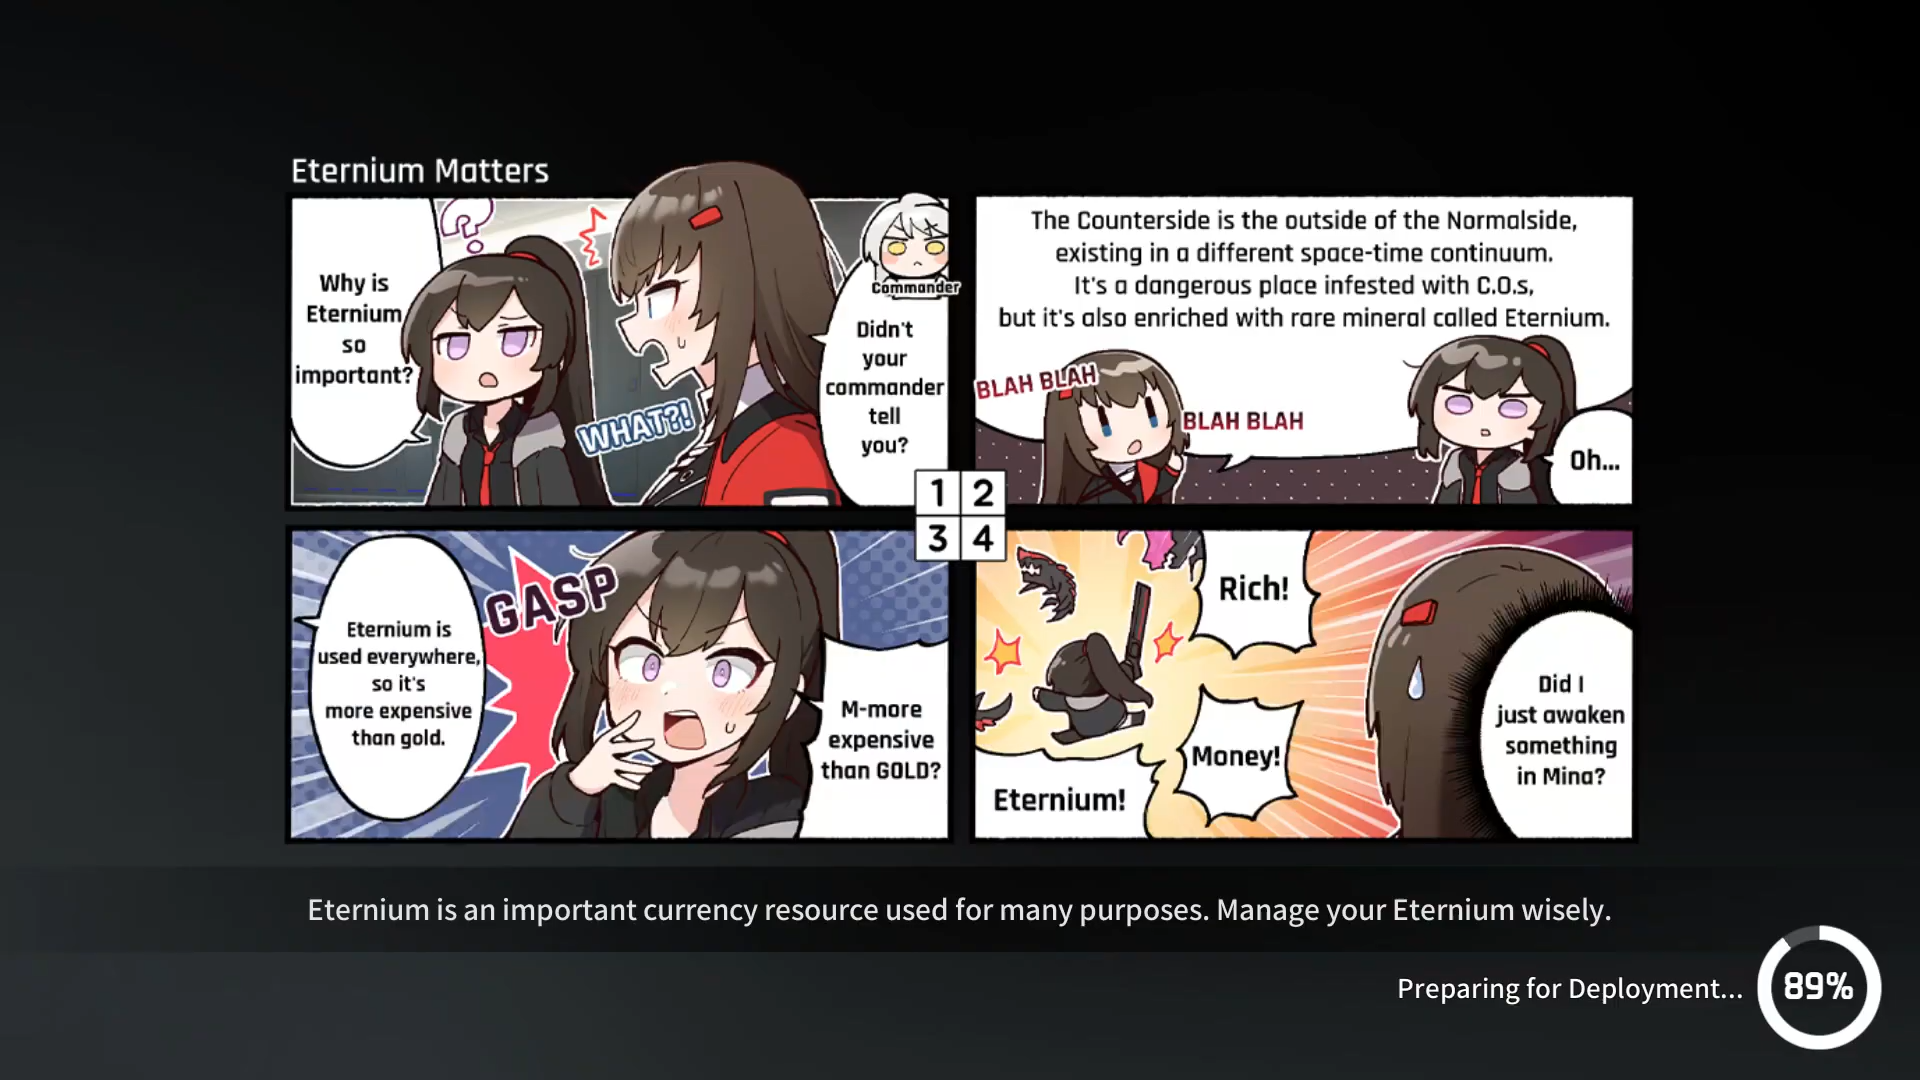 Eternium Matters
?
Why is
Eternium
so
important?
WHAT?!
Commander
Didn't
your
commander
tell
you?
The Counterside is the outside of the Normalside,
existing in a different space-time continuum.
It's a dangerous place infested with C.O.s,
but it's also enriched with rare mineral called Eternium.
BLAH BLAH
BLAH BLAH
Oh...
1 2
3 4
Eternium is
used everywhere,
so it's
more expensive
than gold.
GASP
M-more
expensive
than GOLD?
Rich!
Money!
Eternium!
Did I
just awaken
something
in Mina?
Eternium is an important currency resource used for many purposes. Manage your Eternium wisely.
Preparing for Deployment...
89%